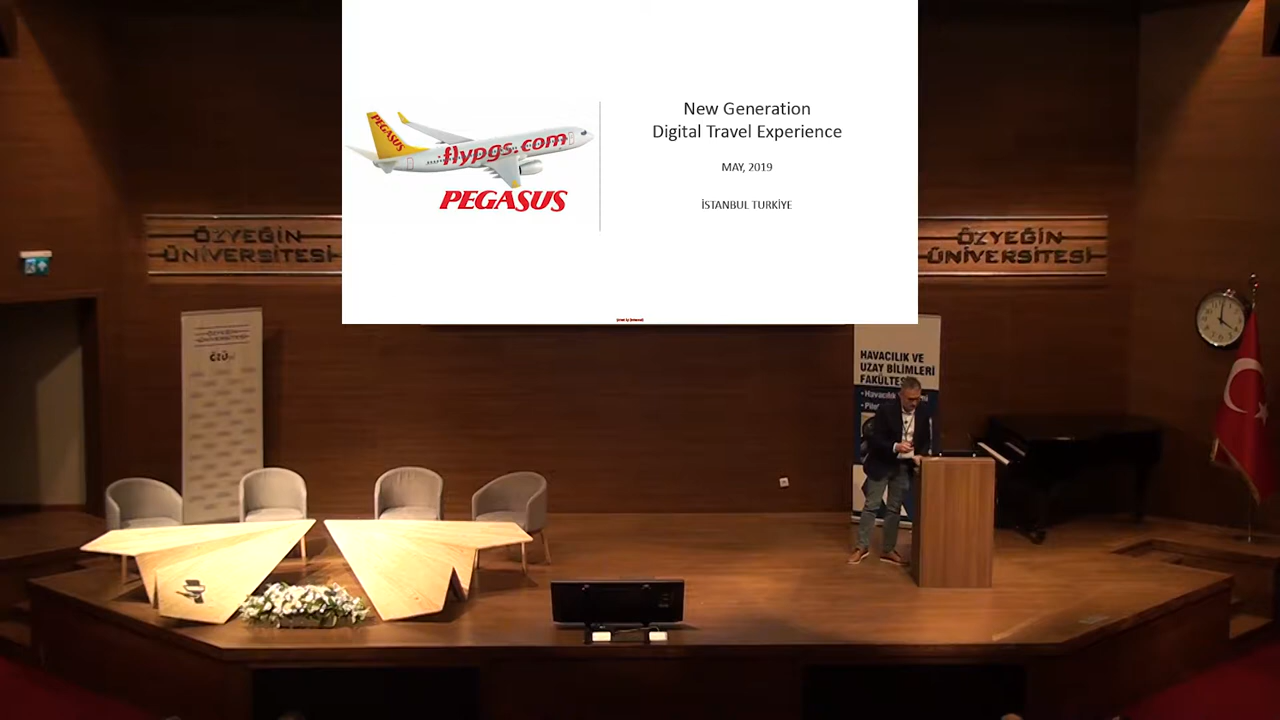 New Generation
Digital Travel Experience
MAY, 2019
İSTANBUL TURKİYE
PEGASUS
flypgs.com
PEGASUS
ÖZYEĞİN
ÜNİVERSİTESİ
ÖZYEĞİN
ÜNİVERSİTESİ
HAVACILIK VE
UZAY BİLİMLERİ
FAKÜLTESİ